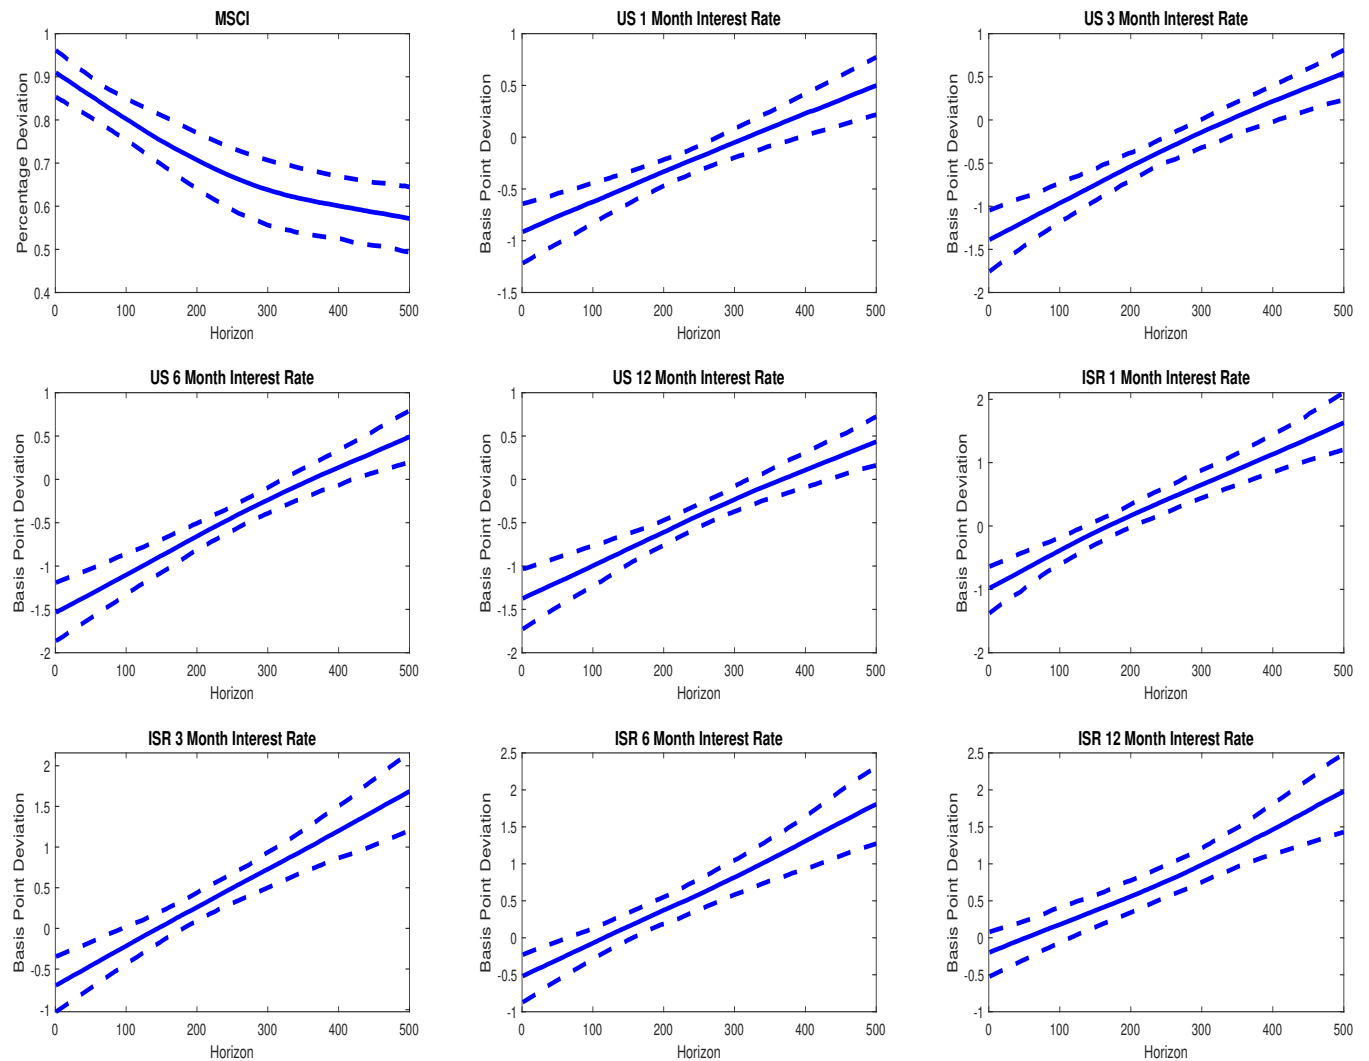 MSCI
Percentage Deviation
1
0.9
0.8
0.7
0.6
0.5
0.4
0 100 200 300 400 500
Horizon
US 1 Month Interest Rate
Basis Point Deviation
1
0.5
0
-0.5
-1
-1.5
0 100 200 300 400 500
Horizon
US 3 Month Interest Rate
Basis Point Deviation
1
0.5
0
-0.5
-1
-1.5
-2
0 100 200 300 400 500
Horizon
US 6 Month Interest Rate
Basis Point Deviation
1
0.5
0
-0.5
-1
-1.5
-2
0 100 200 300 400 500
Horizon
US 12 Month Interest Rate
Basis Point Deviation
1
0.5
0
-0.5
-1
-1.5
-2
0 100 200 300 400 500
Horizon
ISR 1 Month Interest Rate
Basis Point Deviation
2
1
0
-1
-2
0 100 200 300 400 500
Horizon
ISR 3 Month Interest Rate
Basis Point Deviation
2
1.5
1
0.5
0
-0.5
-1
0 100 200 300 400 500
Horizon
ISR 6 Month Interest Rate
Basis Point Deviation
2.5
2
1.5
1
0.5
0
-0.5
-1
0 100 200 300 400 500
Horizon
ISR 12 Month Interest Rate
Basis Point Deviation
2.5
2
1.5
1
0.5
0
-0.5
-1
0 100 200 300 400 500
Horizon